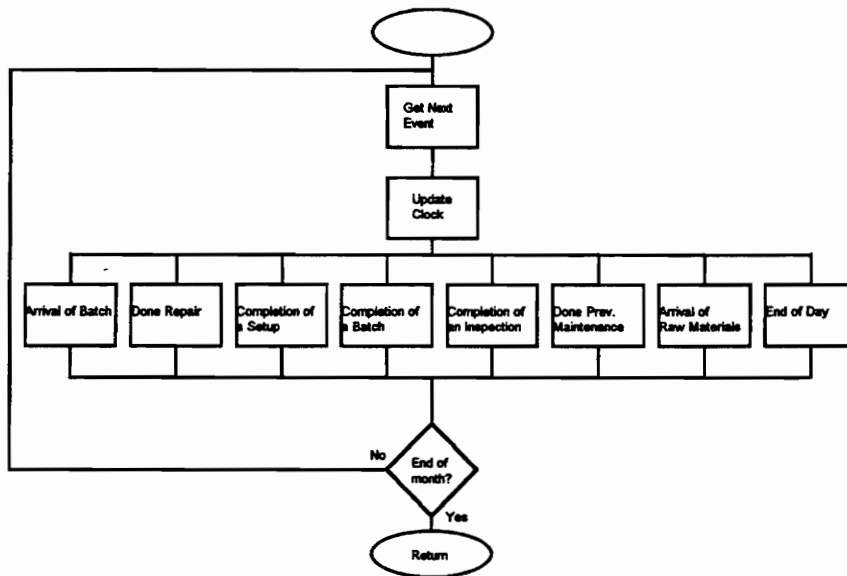 Get Next
Event
Update
Clock
Arrival of Batch
Done Repair
Completion of
a Setup
Completion of
a Batch
Completion of
an Inspection
Done Prev.
Maintenance
Arrival of
Raw Materials
End of Day
No
End of
month?
Yes
Return